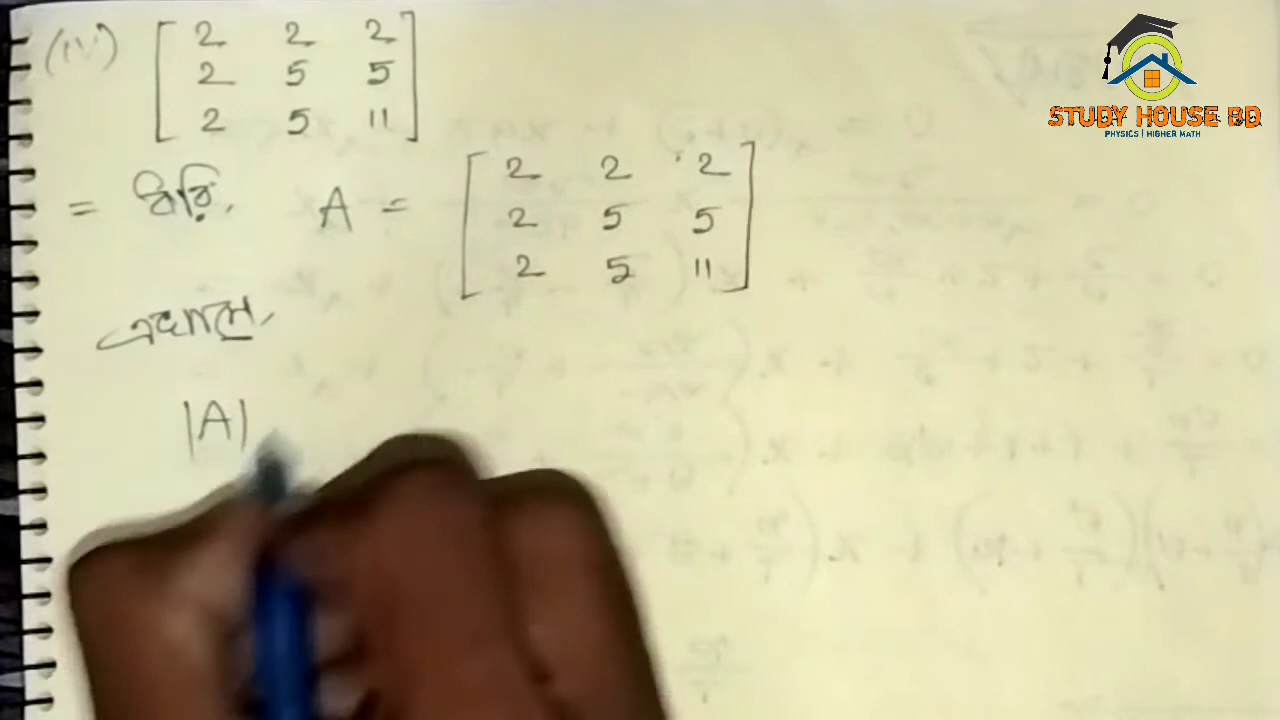 (iv) [ 2 2 2
2 5 5
2 5 11 ]
= ধরি, A = [ 2 2 2
2 5 5
2 5 11 ]
এখানে,
|A|
STUDY HOUSE BD
PHYSICS | HIGHER MATH